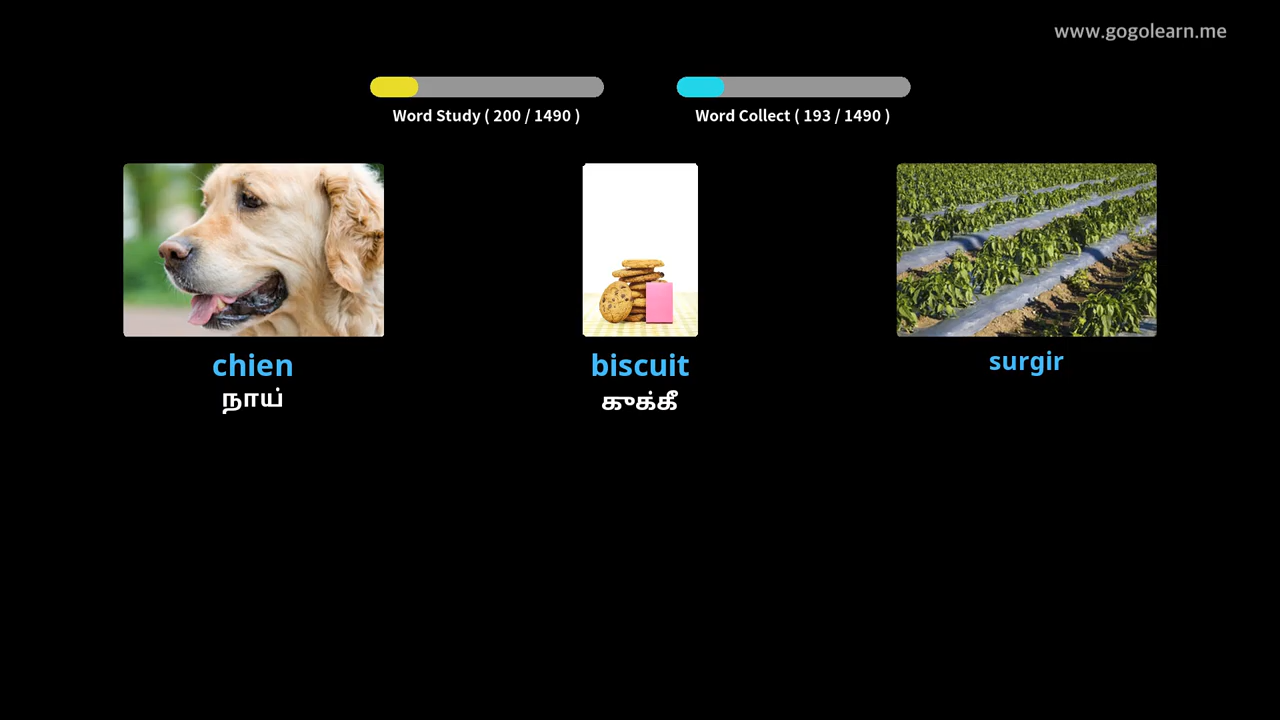 www.gogolearn.me
Word Study ( 200 / 1490 )
Word Collect ( 193 / 1490 )
chien
நாய்
biscuit
குக்கீ
surgir